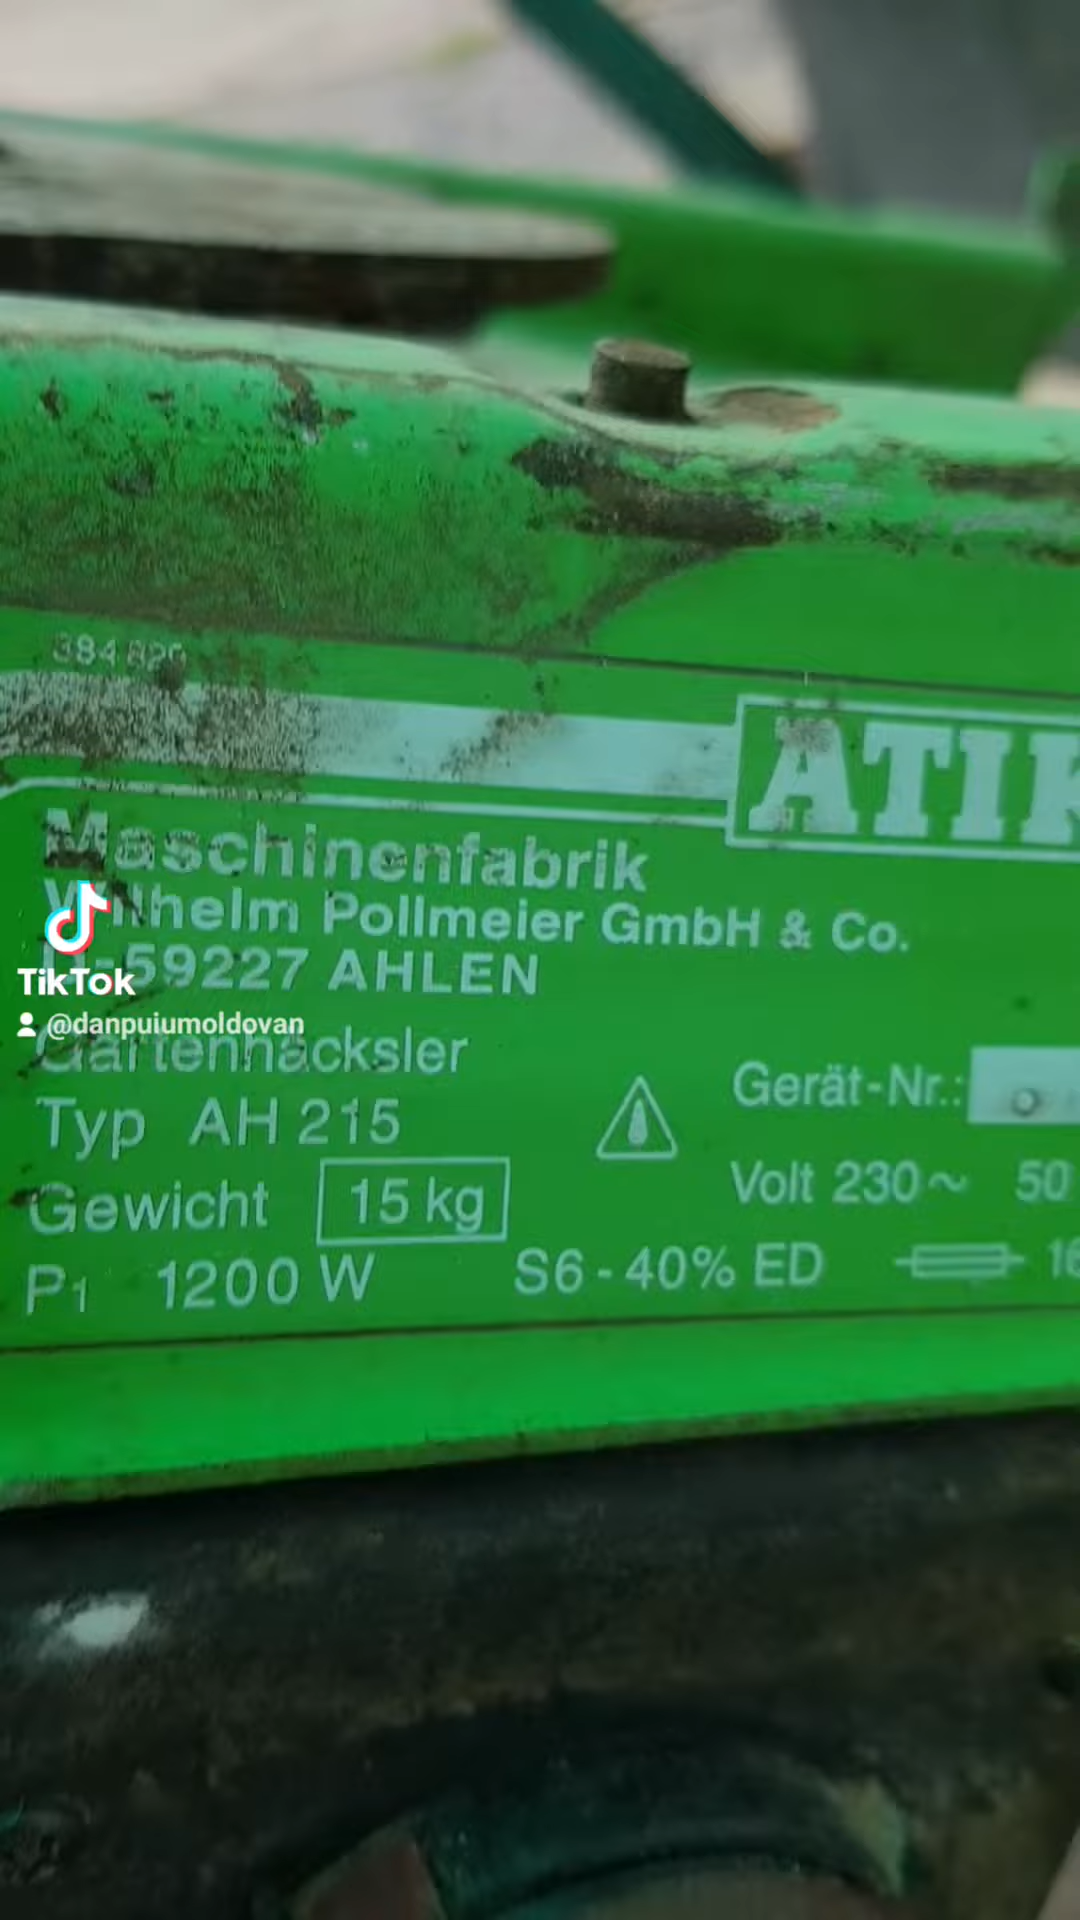 384 820
ATIK
Maschinenfabrik
Wilhelm Pollmeier GmbH & Co.
D-59227 AHLEN
Gartenhäcksler
Typ AH 215
Gewicht 15 kg
P1 1200 W
S6 - 40% ED
Gerät-Nr.:
Volt 230~ 50
16
TikTok
@danpuiumoldovan